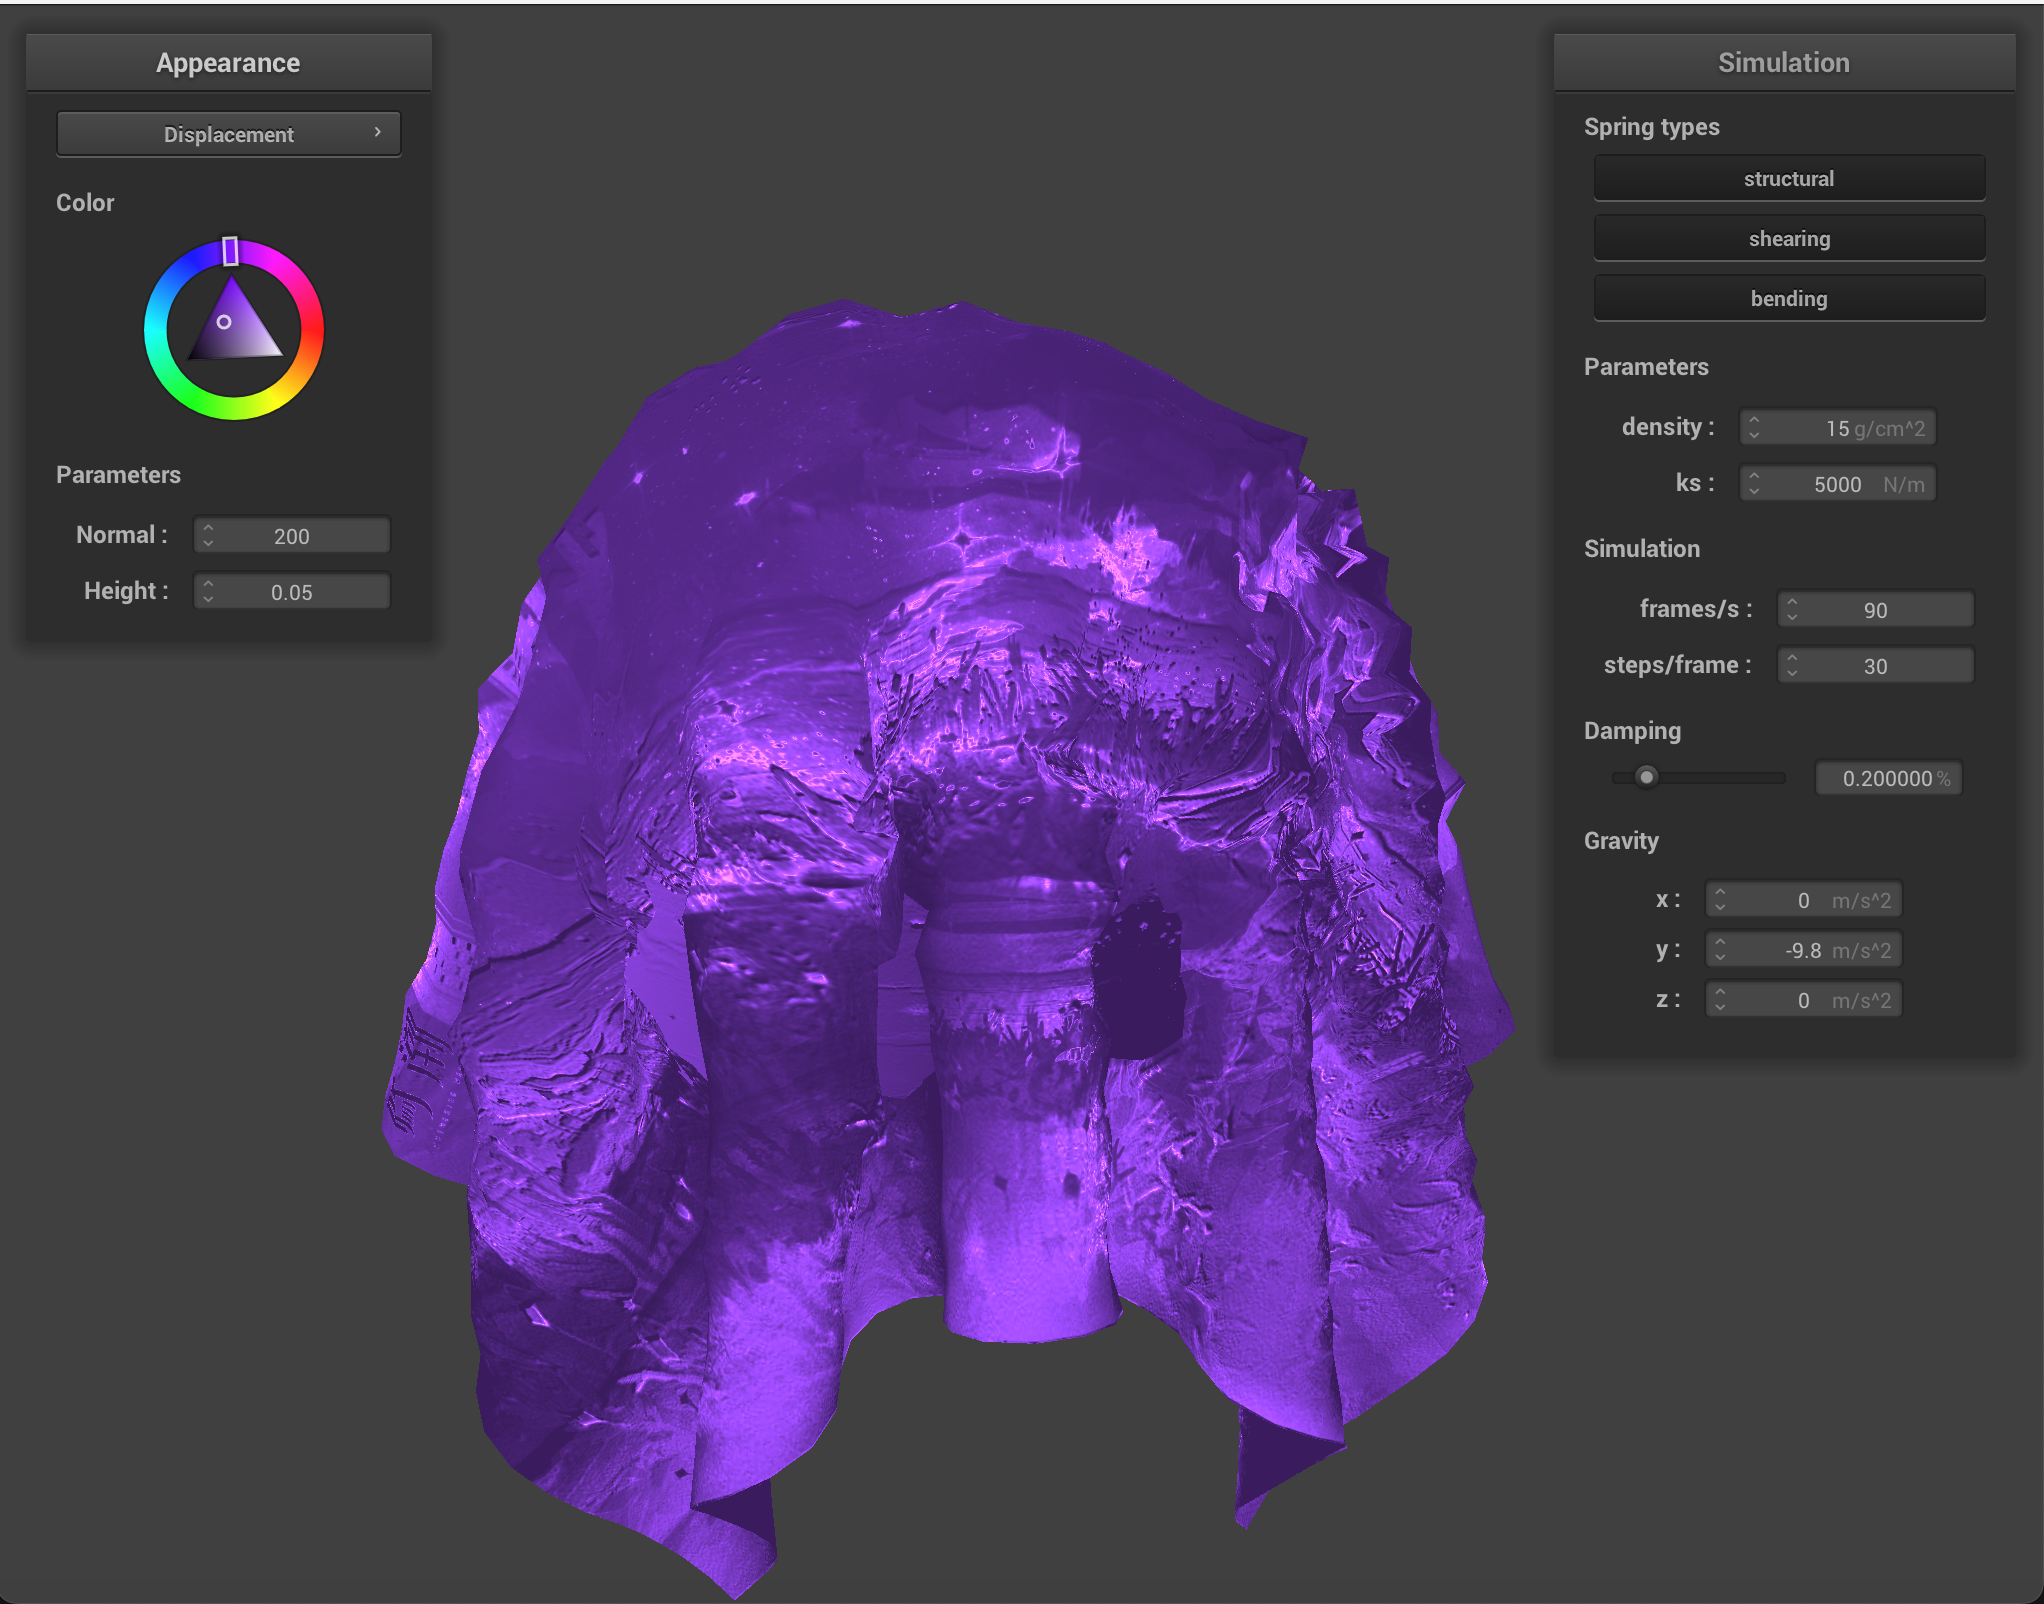 Appearance
Displacement
Color
Parameters
Normal : 200
Height : 0.05
Simulation
Spring types
structural
shearing
bending
Parameters
density : 15 g/cm^2
ks : 5000 N/m
Simulation
frames/s : 90
steps/frame : 30
Damping
0.200000 %
Gravity
x : 0 m/s^2
y : -9.8 m/s^2
z : 0 m/s^2